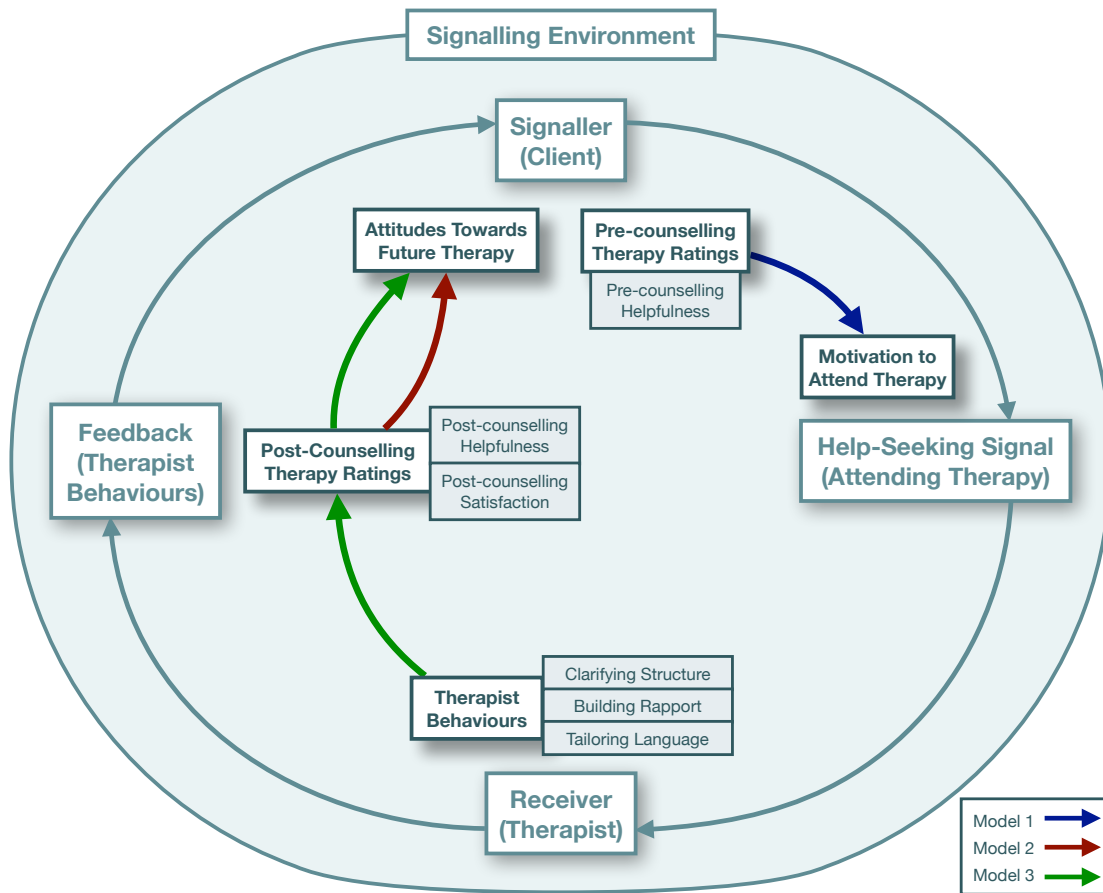 Signalling Environment
Signaller
(Client)
Attitudes Towards
Future Therapy
Pre-counselling
Therapy Ratings
Pre-counselling
Helpfulness
Motivation to
Attend Therapy
Feedback
(Therapist
Behaviours)
Post-Counselling
Therapy Ratings
Post-counselling
Helpfulness
Post-counselling
Satisfaction
Help-Seeking Signal
(Attending Therapy)
Therapist
Behaviours
Clarifying Structure
Building Rapport
Tailoring Language
Receiver
(Therapist)
Model 1
Model 2
Model 3